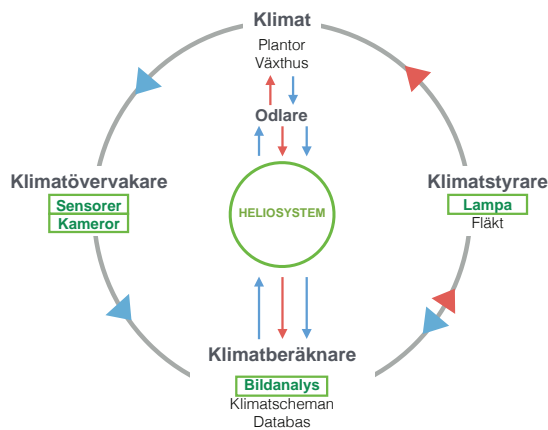 Klimat
Plantor
Växthus
Odlare
Klimatövervakare
Sensorer
Kameror
HELIOSYSTEM
Klimatstyrare
Lampa
Fläkt
Klimatberäknare
Bildanalys
Klimatscheman
Databas